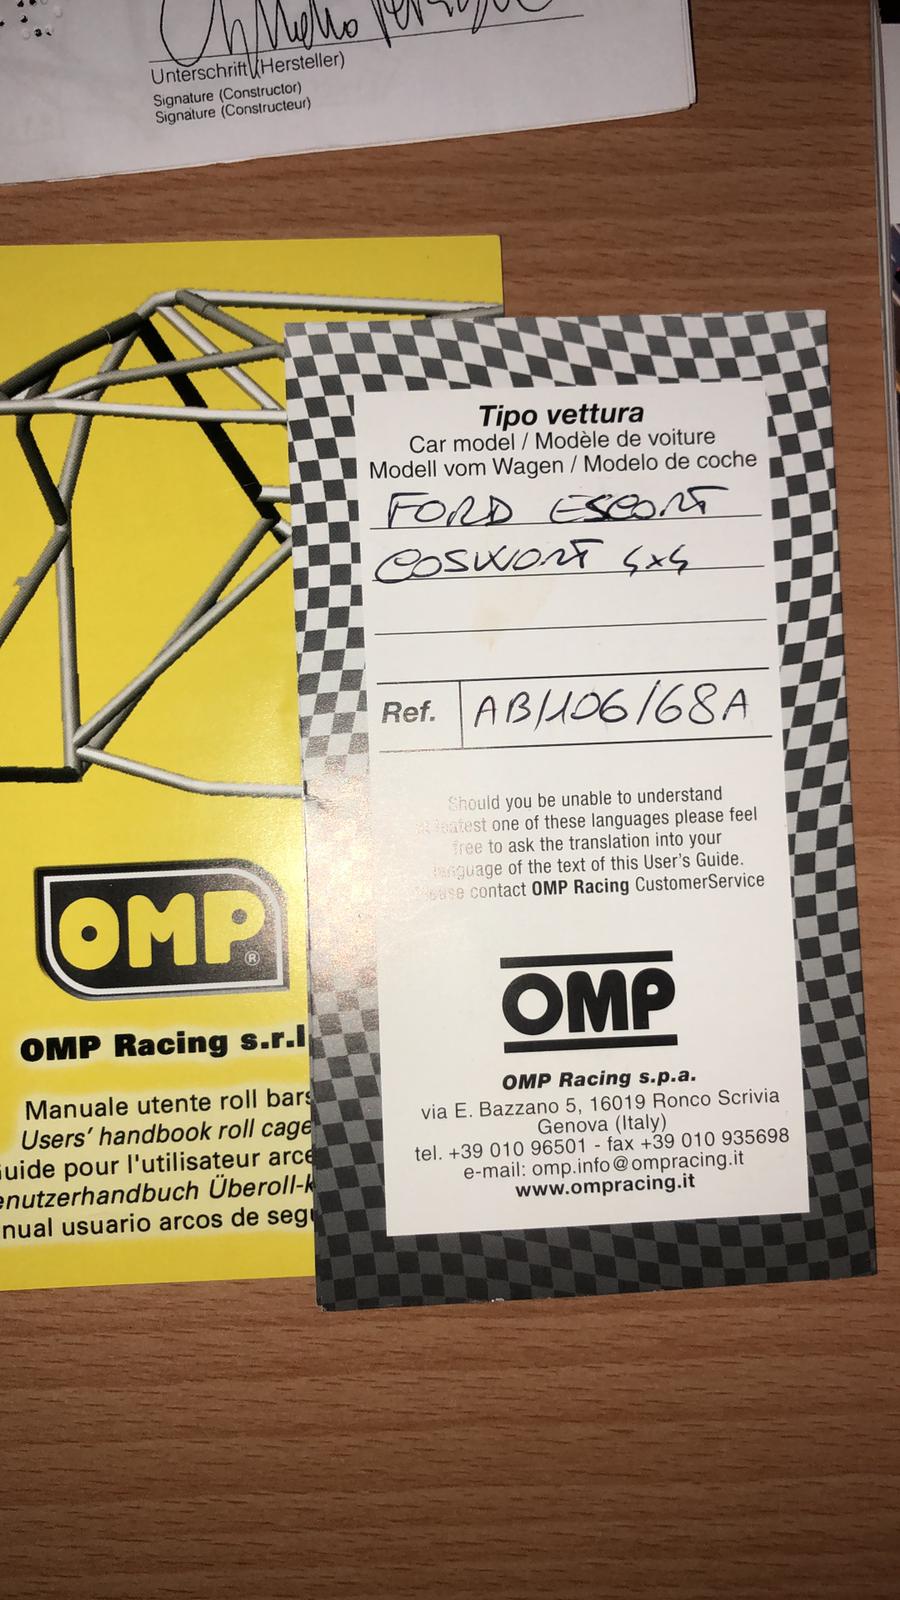 Unterschrift (Hersteller)
Signature (Constructor)
Signature (Constructeur)
Tipo vettura
Car model / Modèle de voiture
Modell vom Wagen / Modelo de coche
FORD ESCORT
COSWORT 4x4
Ref. AB/106/68A
Should you be unable to understand
at leatest one of these languages please feel
free to ask the translation into your
language of the text of this User's Guide.
Please contact OMP Racing CustomerService
OMP
OMP Racing s.p.a.
via E. Bazzano 5, 16019 Ronco Scrivia
Genova (Italy)
tel. +39 010 96501 - fax +39 010 935698
e-mail: omp.info@ompracing.it
www.ompracing.it
OMP ®
OMP Racing s.r.l
Manuale utente roll bars
Users' handbook roll cage
uide pour l'utilisateur arce
enutzerhandbuch Überoll-k
nual usuario arcos de segu